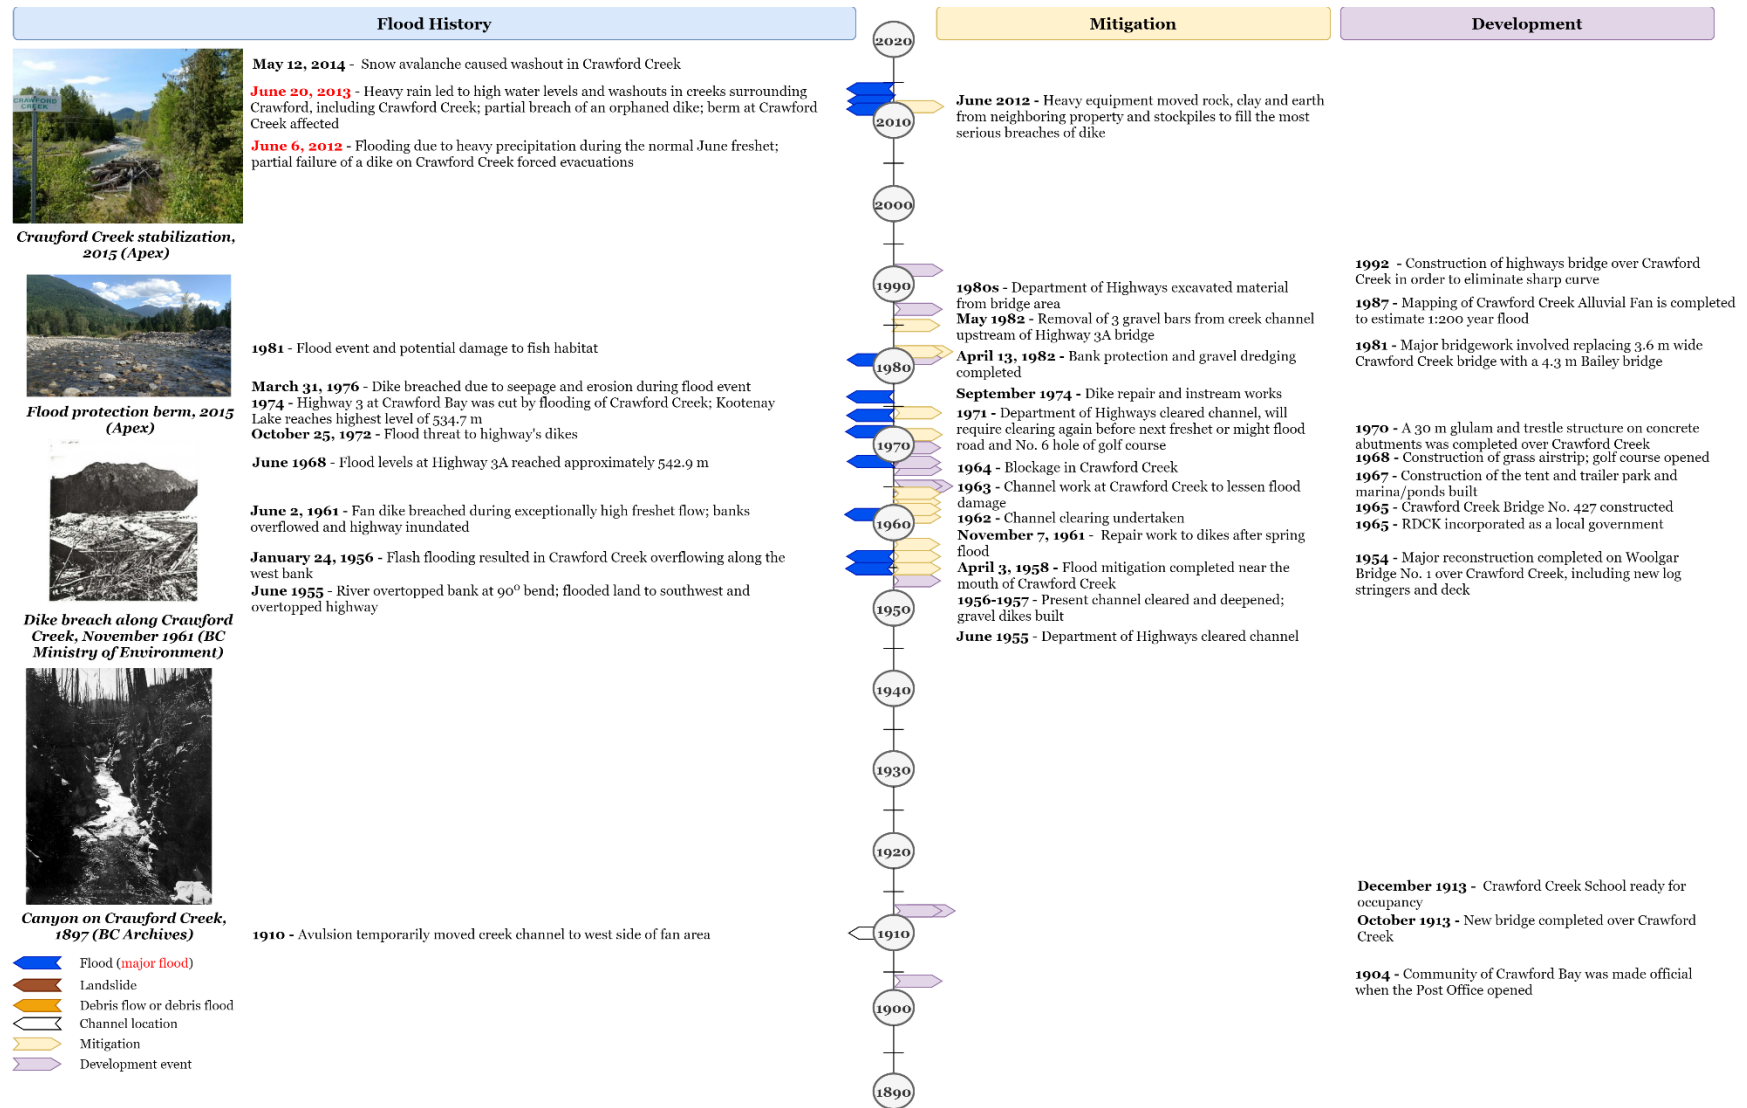 Flood History
Mitigation
Development
CRAWFORD
CREEK
Crawford Creek stabilization,
2015 (Apex)
Flood protection berm, 2015
(Apex)
Dike breach along Crawford
Creek, November 1961 (BC
Ministry of Environment)
Canyon on Crawford Creek,
1897 (BC Archives)
Flood (major flood)
Landslide
Debris flow or debris flood
Channel location
Mitigation
Development event
May 12, 2014 - Snow avalanche caused washout in Crawford Creek
June 20, 2013 - Heavy rain led to high water levels and washouts in creeks surrounding
Crawford, including Crawford Creek; partial breach of an orphaned dike; berm at Crawford
Creek affected
June 6, 2012 - Flooding due to heavy precipitation during the normal June freshet;
partial failure of a dike on Crawford Creek forced evacuations
1981 - Flood event and potential damage to fish habitat
March 31, 1976 - Dike breached due to seepage and erosion during flood event
1974 - Highway 3 at Crawford Bay was cut by flooding of Crawford Creek; Kootenay
Lake reaches highest level of 534.7 m
October 25, 1972 - Flood threat to highway's dikes
June 1968 - Flood levels at Highway 3A reached approximately 542.9 m
June 2, 1961 - Fan dike breached during exceptionally high freshet flow; banks
overflowed and highway inundated
January 24, 1956 - Flash flooding resulted in Crawford Creek overflowing along the
west bank
June 1955 - River overtopped bank at 90⁰ bend; flooded land to southwest and
overtopped highway
1910 - Avulsion temporarily moved creek channel to west side of fan area
2020
2010
2000
1990
1980
1970
1960
1950
1940
1930
1920
1910
1900
1890
June 2012 - Heavy equipment moved rock, clay and earth
from neighboring property and stockpiles to fill the most
serious breaches of dike
1980s - Department of Highways excavated material
from bridge area
May 1982 - Removal of 3 gravel bars from creek channel
upstream of Highway 3A bridge
April 13, 1982 - Bank protection and gravel dredging
completed
September 1974 - Dike repair and instream works
1971 - Department of Highways cleared channel, will
require clearing again before next freshet or might flood
road and No. 6 hole of golf course
1964 - Blockage in Crawfrord Creek
1963 - Channel work at Crawford Creek to lessen flood
damage
1962 - Channel clearing undertaken
November 7, 1961 - Repair work to dikes after spring
flood
April 3, 1958 - Flood mitigation completed near the
mouth of Crawford Creek
1956-1957 - Present channel cleared and deepened;
gravel dikes built
June 1955 - Department of Highways cleared channel
1992 - Construction of highways bridge over Crawford
Creek in order to eliminate sharp curve
1987 - Mapping of Crawford Creek Alluvial Fan is completed
to estimate 1:200 year flood
1981 - Major bridgework involved replacing 3.6 m wide
Crawford Creek bridge with a 4.3 m Bailey bridge
1970 - A 30 m glulam and trestle structure on concrete
abutments was completed over Crawford Creek
1968 - Construction of grass airstrip; golf course opened
1967 - Construction of the tent and trailer park and
marina/ponds built
1965 - Crawford Creek Bridge No. 427 constructed
1965 - RDCK incorporated as a local government
1954 - Major reconstruction completed on Woolgar
Bridge No. 1 over Crawford Creek, including new log
stringers and deck
December 1913 - Crawford Creek School ready for
occupancy
October 1913 - New bridge completed over Crawford
Creek
1904 - Community of Crawford Bay was made official
when the Post Office opened